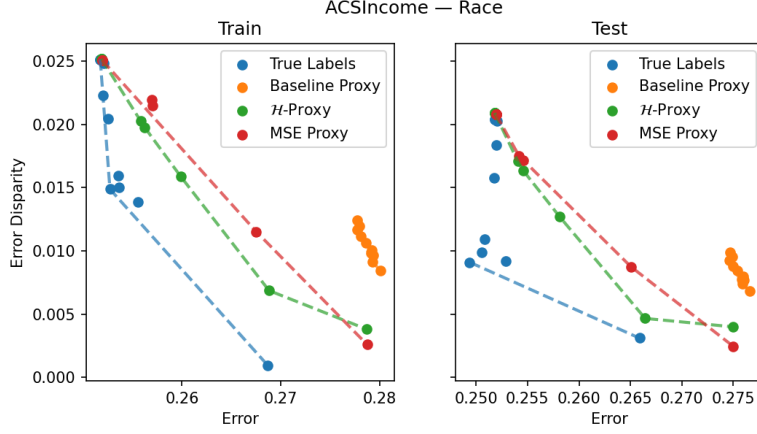 ACSIncome — Race
Train
Test
Error Disparity
0.025
0.020
0.015
0.010
0.005
0.000
True Labels
Baseline Proxy
ℋ-Proxy
MSE Proxy
0.26 0.27 0.28
Error
True Labels
Baseline Proxy
ℋ-Proxy
MSE Proxy
0.250 0.255 0.260 0.265 0.270 0.275
Error